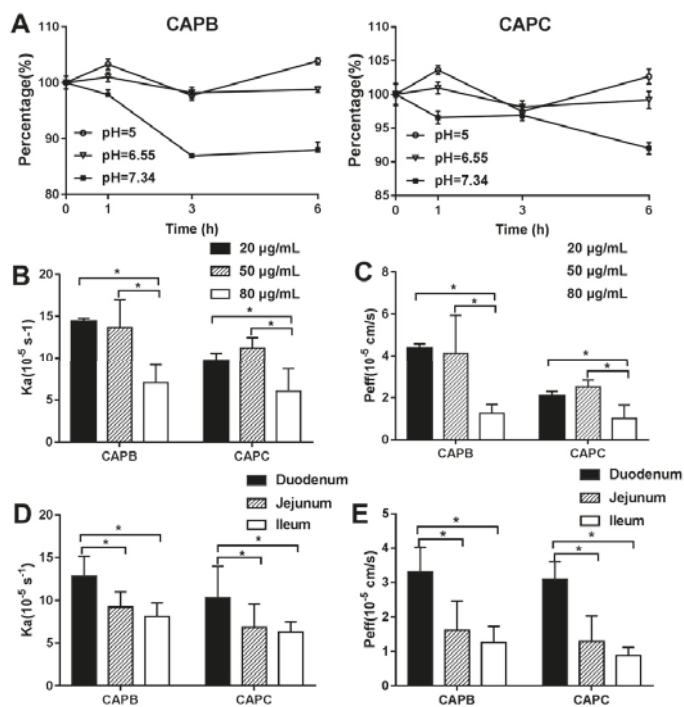 A
CAPB
CAPC
Percentage(%)
110
100
90
80
pH=5
pH=6.55
pH=7.34
0
1
3
6
Time (h)
Percentage(%)
110
105
100
95
90
85
pH=5
pH=6.55
pH=7.34
0
1
3
6
Time (h)
B
20 µg/mL
50 µg/mL
80 µg/mL
Ka(10-5 s-1)
20
15
10
5
0
*
*
*
*
CAPB
CAPC
C
20 µg/mL
50 µg/mL
80 µg/mL
Peff(10-5 cm/s)
8
6
4
2
0
*
*
*
*
CAPB
CAPC
D
Duodenum
Jejunum
Ileum
Ka(10-5 s-1)
20
15
10
5
0
*
*
*
*
CAPB
CAPC
E
Duodenum
Jejunum
Ileum
Peff(10-5 cm/s)
5
4
3
2
1
0
*
*
*
*
CAPB
CAPC